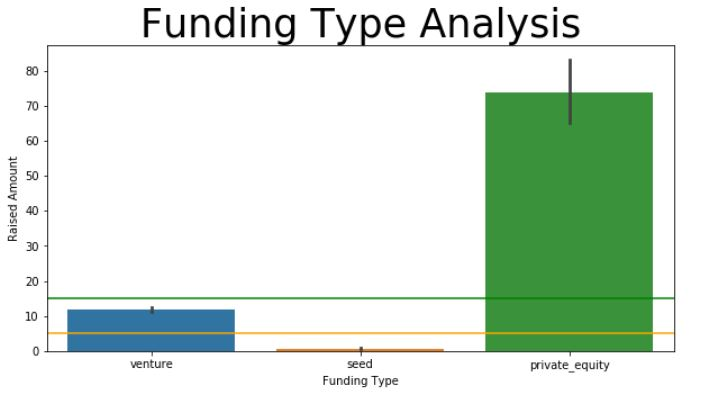 Funding Type Analysis
80
70
60
50
40
30
20
10
0
Raised Amount
venture seed private_equity
Funding Type